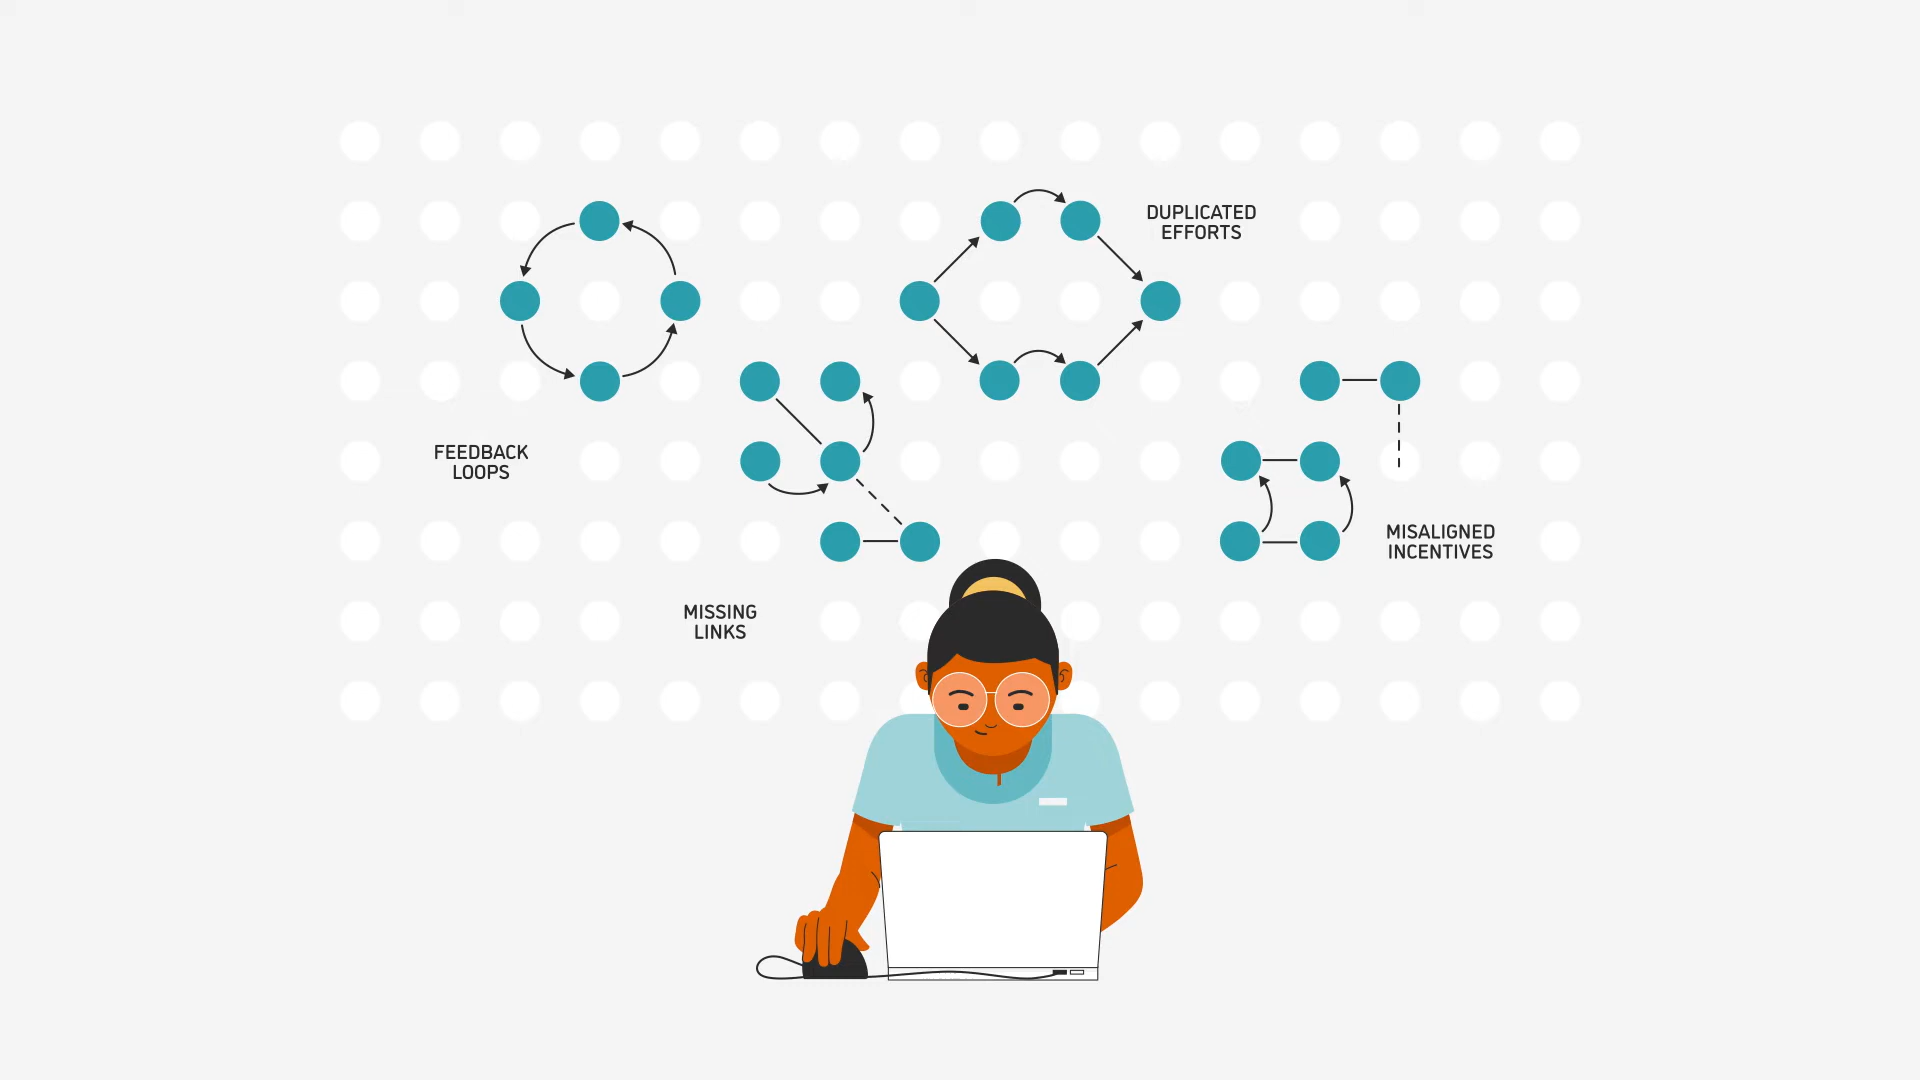 DUPLICATED
EFFORTS
FEEDBACK
LOOPS
MISALIGNED
INCENTIVES
MISSING
LINKS